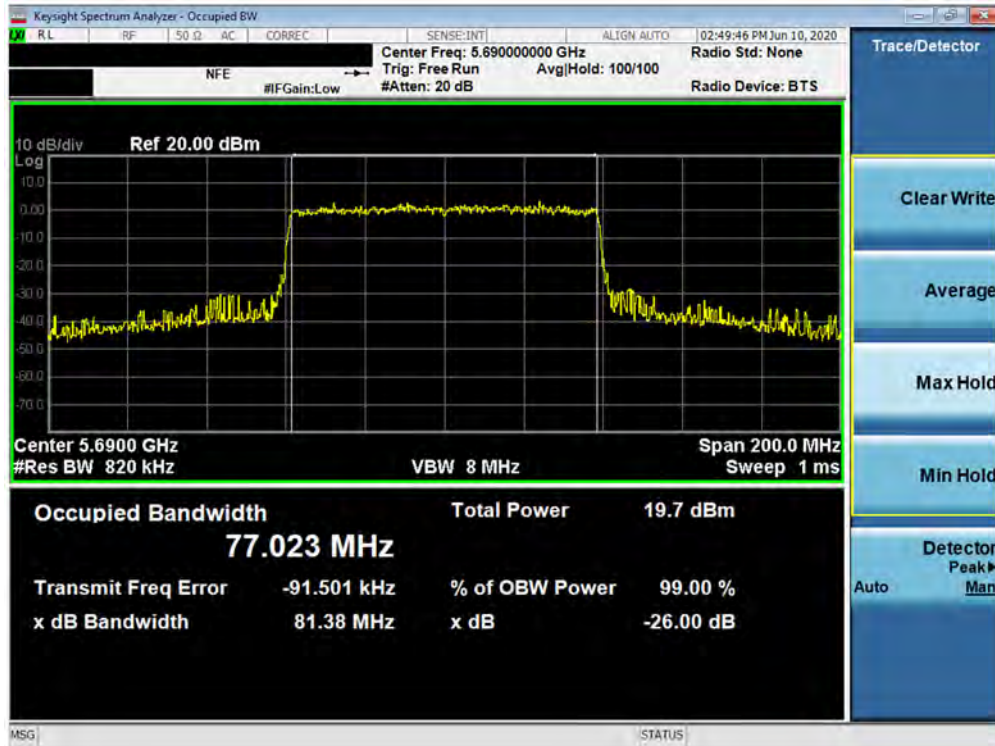 Keysight Spectrum Analyzer - Occupied BW
LXI RL RF 50 Ω AC CORREC SENSE:INT ALIGN AUTO 02:49:46 PM Jun 10, 2020
Center Freq: 5.690000000 GHz Radio Std: None
NFE Trig: Free Run Avg|Hold: 100/100
#IFGain:Low #Atten: 20 dB Radio Device: BTS
10 dB/div Ref 20.00 dBm
Log
10.0
0.00
-10.0
-20.0
-30.0
-40.0
-50.0
-60.0
-70.0
Center 5.6900 GHz Span 200.0 MHz
#Res BW 820 kHz VBW 8 MHz Sweep 1 ms
Occupied Bandwidth Total Power 19.7 dBm
77.023 MHz
Transmit Freq Error -91.501 kHz % of OBW Power 99.00 %
x dB Bandwidth 81.38 MHz x dB -26.00 dB
MSG STATUS
Trace/Detector
Clear Write
Average
Max Hold
Min Hold
Detector
Peak▶
Auto Man